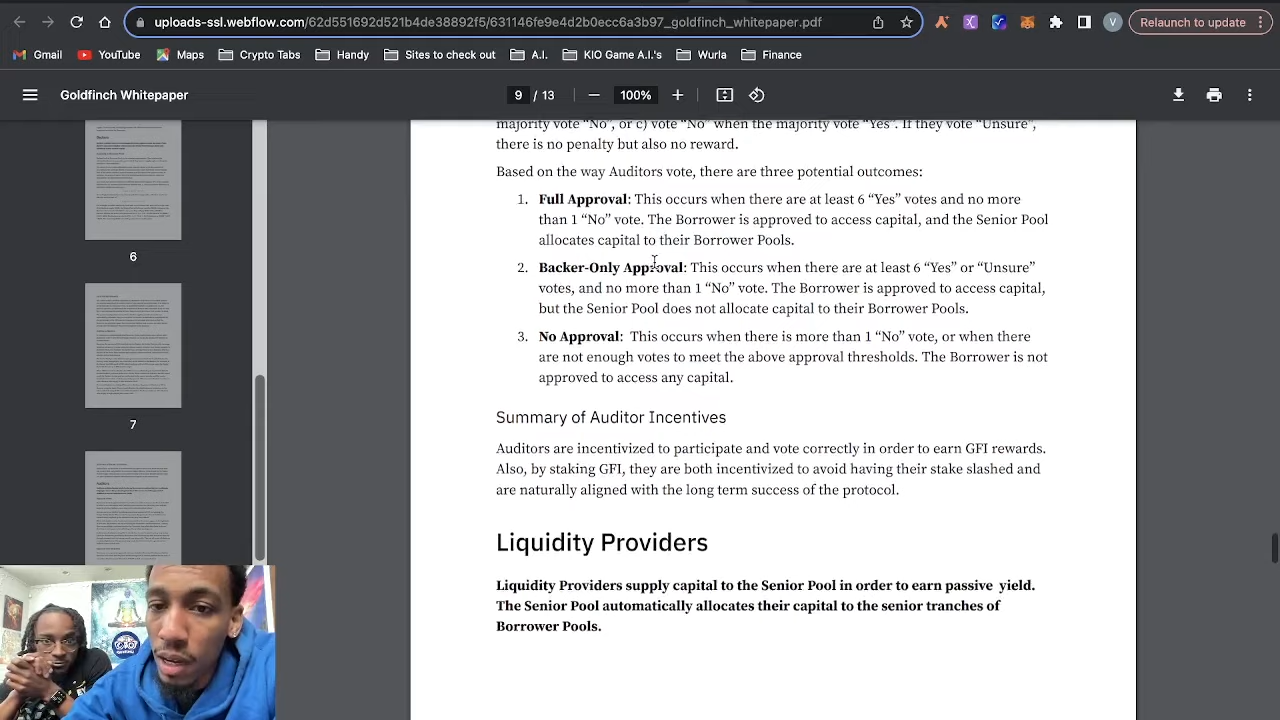 uploads-ssl.webflow.com/62d551692d521b4de38892f5/631146fe9e4d2b0ecc6a3b97_goldfinch_whitepaper.pdf
V
Relaunch to update
Gmail
YouTube
Maps
Crypto Tabs
Handy
Sites to check out
A.I.
KIO Game A.I.'s
Wurla
Finance
Goldfinch Whitepaper
9 / 13
100%
6
7
vote "No", or c) vote "No" when the majority vote "Yes". If they vote "Unsure",
there is no penalty but also no reward.
Based on the way Auditors vote, there are three potential outcomes:
1. Full Approval: This occurs when there are at least 6 “Yes” votes and no more
than 1 “No” vote. The Borrower is approved to access capital, and the Senior Pool
allocates capital to their Borrower Pools.
2. Backer-Only Approval: This occurs when there are at least 6 “Yes” or “Unsure”
votes, and no more than 1 “No” vote. The Borrower is approved to access capital,
but the Senior Pool does not allocate capital to their Borrower Pools.
3. No Approval:  This occurs when there is more than 1 “No” vote, or when there
are not enough votes to meet the above approval thresholds. The Borrower is not
approved to access any capital.
Summary of Auditor Incentives
Auditors are incentivized to participate and vote correctly in order to earn GFI rewards.
Also, by staking GFI, they are both incentivized to avoid having their stake slashed and
are naturally aligned with the long term success of the protocol.
Liquidity Providers
Liquidity Providers supply capital to the Senior Pool in order to earn passive  yield.
The Senior Pool automatically allocates their capital to the senior tranches of
Borrower Pools.